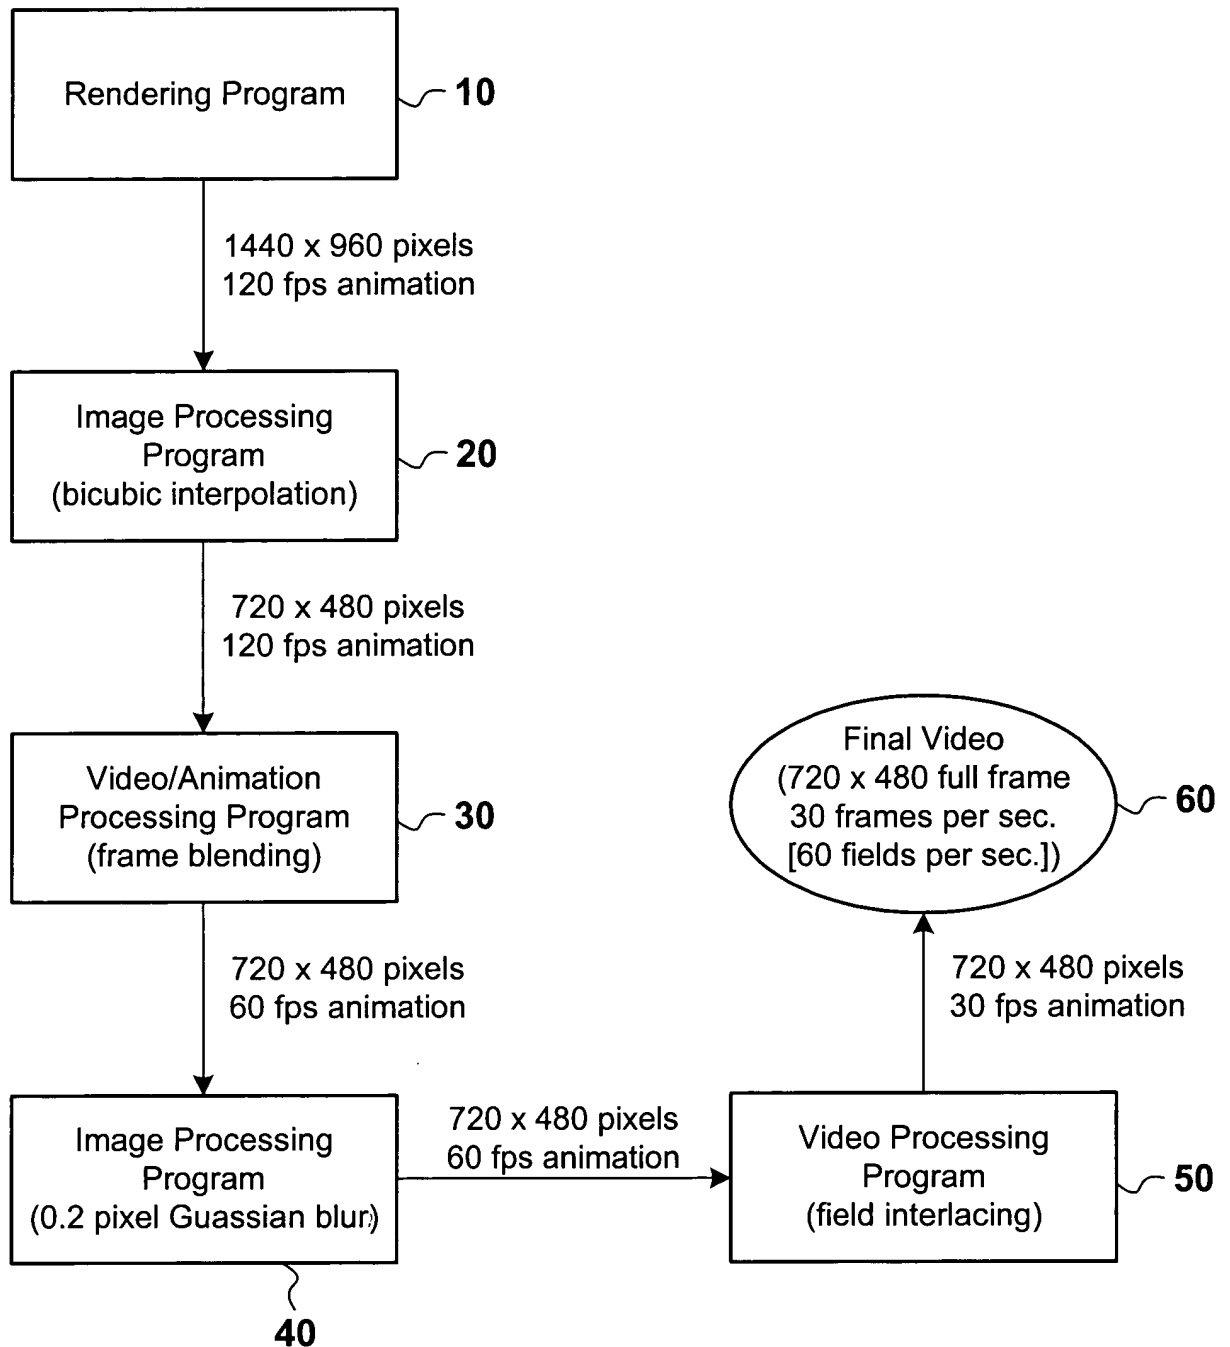 Rendering Program
10
1440 x 960 pixels
120 fps animation
Image Processing
Program
(bicubic interpolation)
20
720 x 480 pixels
120 fps animation
Video/Animation
Processing Program
(frame blending)
30
720 x 480 pixels
60 fps animation
Image Processing
Program
(0.2 pixel Guassian blur)
40
720 x 480 pixels
60 fps animation
Video Processing
Program
(field interlacing)
50
720 x 480 pixels
30 fps animation
Final Video
(720 x 480 full frame
30 frames per sec.
[60 fields per sec.])
60